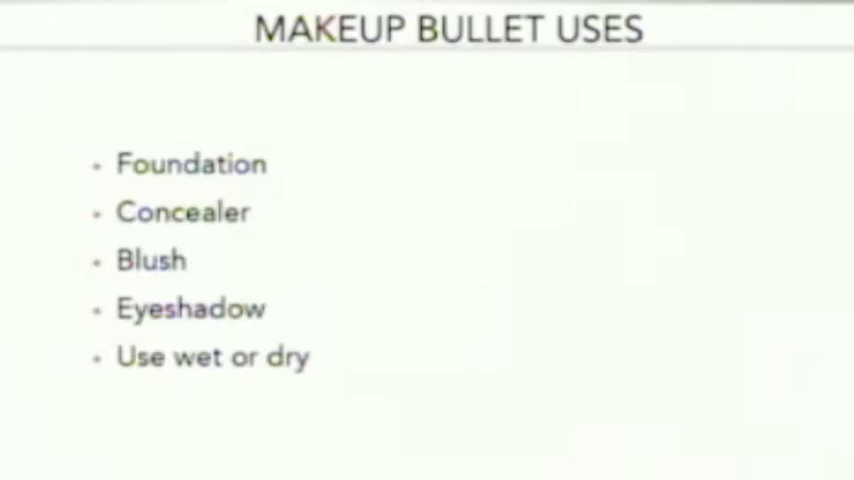 MAKEUP BULLET USES
• Foundation
• Concealer
• Blush
• Eyeshadow
• Use wet or dry